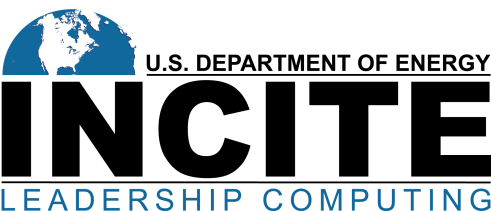 U.S. DEPARTMENT OF ENERGY
INCITE
LEADERSHIP COMPUTING